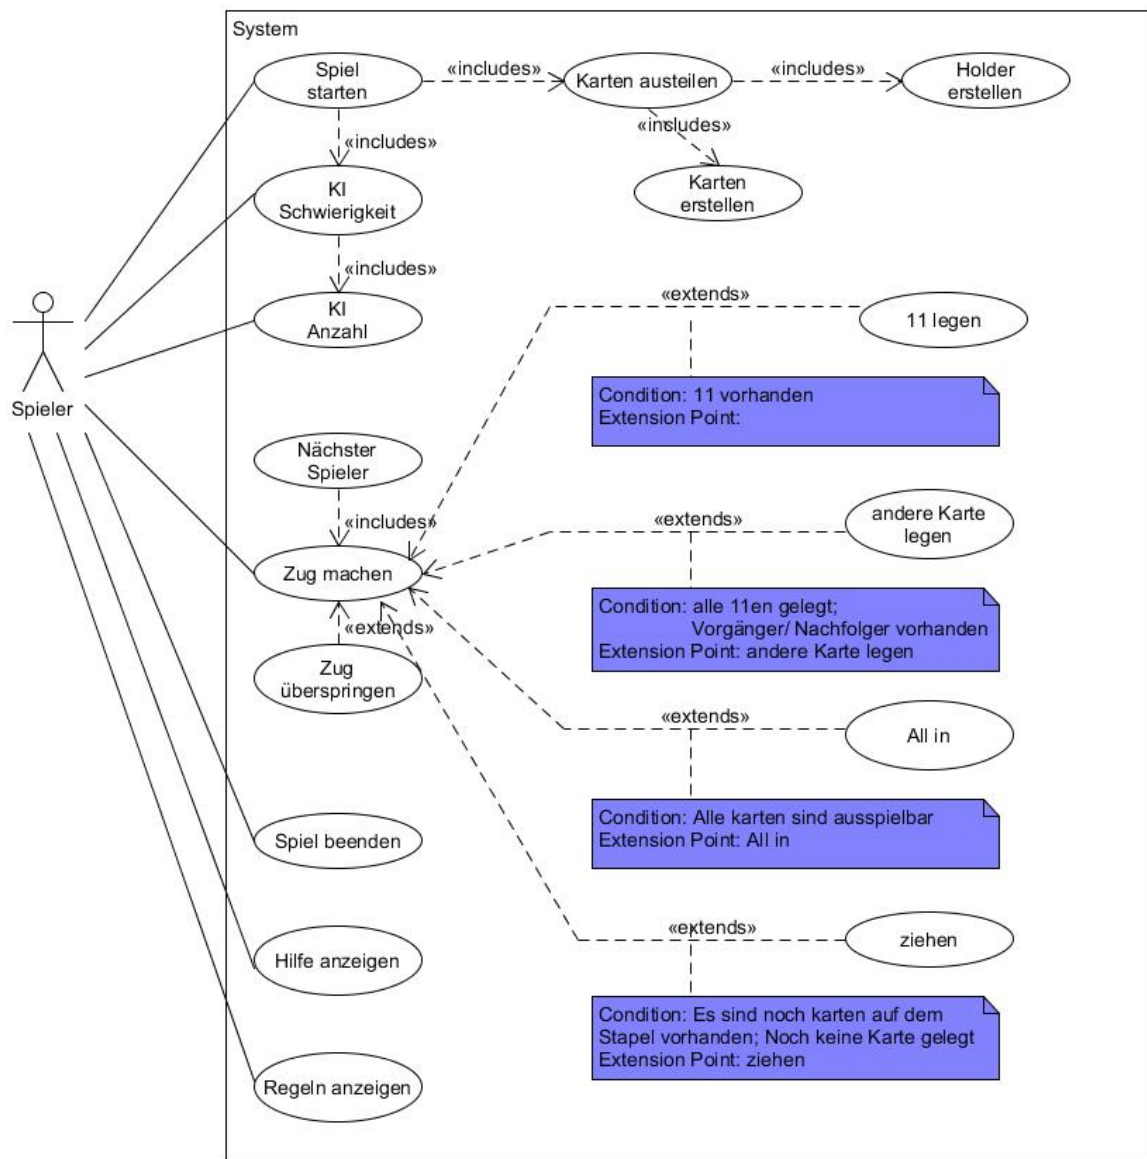 System
Spiel
starten
«includes»
Karten austeilen
«includes»
Holder
erstellen
«includes»
«includes»
KI
Schwierigkeit
Karten
erstellen
«includes»
KI
Anzahl
«extends»
11 legen
Spieler
Condition: 11 vorhanden
Extension Point:
Nächster
Spieler
«includes»
«extends»
andere Karte
legen
Zug machen
Condition: alle 11en gelegt;
Vorgänger/ Nachfolger vorhanden
Extension Point: andere Karte legen
«extends»
Zug
überspringen
«extends»
All in
Condition: Alle karten sind ausspielbar
Extension Point: All in
Spiel beenden
«extends»
ziehen
Hilfe anzeigen
Condition: Es sind noch karten auf dem
Stapel vorhanden; Noch keine Karte gelegt
Extension Point: ziehen
Regeln anzeigen